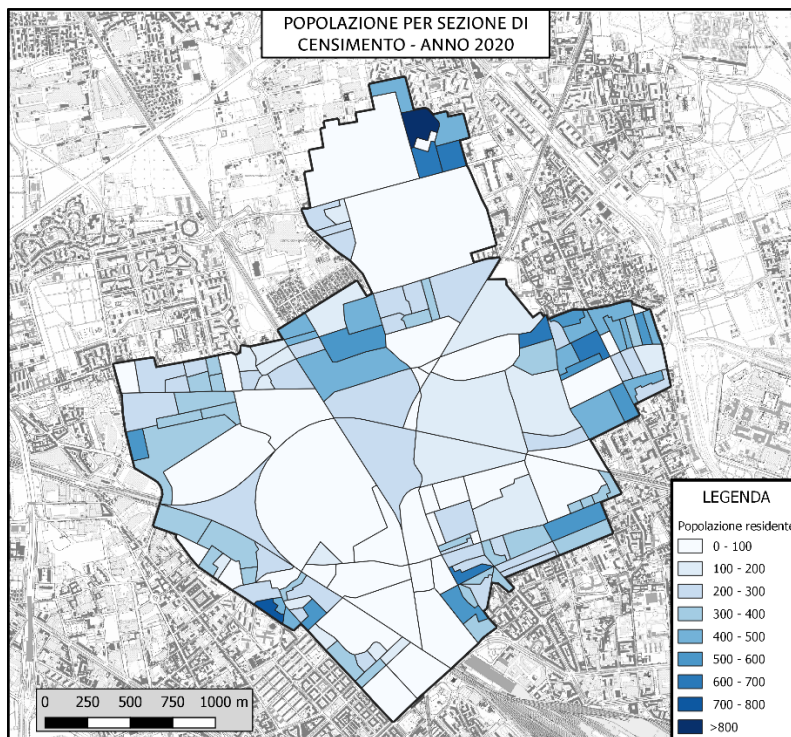 POPOLAZIONE PER SEZIONE DI
CENSIMENTO - ANNO 2020
LEGENDA
Popolazione residente
0 - 100
100 - 200
200 - 300
300 - 400
400 - 500
500 - 600
600 - 700
700 - 800
>800
0 250 500 750 1000 m